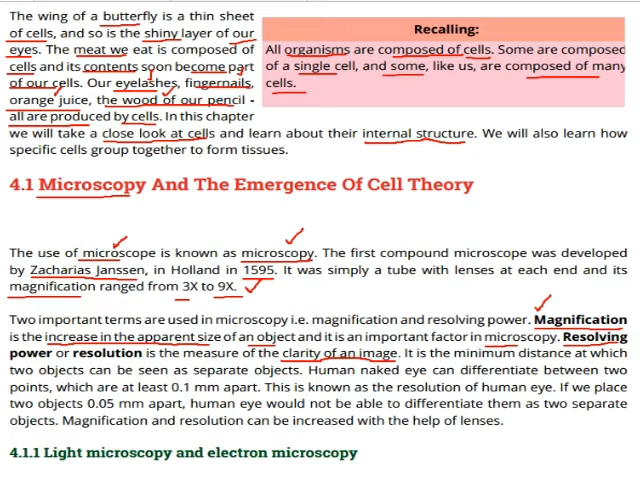 The wing of a butterfly is a thin sheet
of cells, and so is the shiny layer of our
eyes. The meat we eat is composed of
cells and its contents soon become part
of our cells. Our eyelashes, fingernails,
orange juice, the wood of our pencil -
all are produced by cells. In this chapter
Recalling:
All organisms are composed of cells. Some are composed
of a single cell, and some, like us, are composed of many
cells.
we will take a close look at cells and learn about their internal structure. We will also learn how
specific cells group together to form tissues.
4.1 Microscopy And The Emergence Of Cell Theory
The use of microscope is known as microscopy. The first compound microscope was developed
by Zacharias Janssen, in Holland in 1595. It was simply a tube with lenses at each end and its
magnification ranged from 3X to 9X.
Two important terms are used in microscopy i.e. magnification and resolving power. Magnification
is the increase in the apparent size of an object and it is an important factor in microscopy. Resolving
power or resolution is the measure of the clarity of an image. It is the minimum distance at which
two objects can be seen as separate objects. Human naked eye can differentiate between two
points, which are at least 0.1 mm apart. This is known as the resolution of human eye. If we place
two objects 0.05 mm apart, human eye would not be able to differentiate them as two separate
objects. Magnification and resolution can be increased with the help of lenses.
4.1.1 Light microscopy and electron microscopy